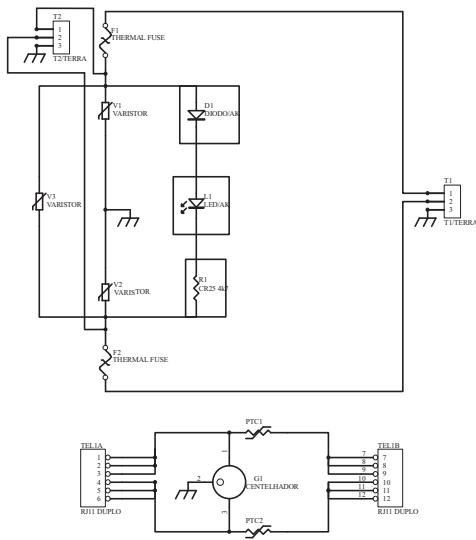 T2
1
2
3
T2/TERRA
F1
THERMAL FUSE
V1
VARISTOR
D1
DIODO/AK
V3
VARISTOR
L1
LED/AK
T1
1
2
3
T1/TERRA
V2
VARISTOR
R1
CR25 4k7
F2
THERMAL FUSE
PTC1
TEL1A
1
2
3
4
5
6
RJ11 DUPLO
1
2
3
G1
CENTELHADOR
PTC2
7
8
9
10
11
12
TEL1B
7
8
9
10
11
12
RJ11 DUPLO